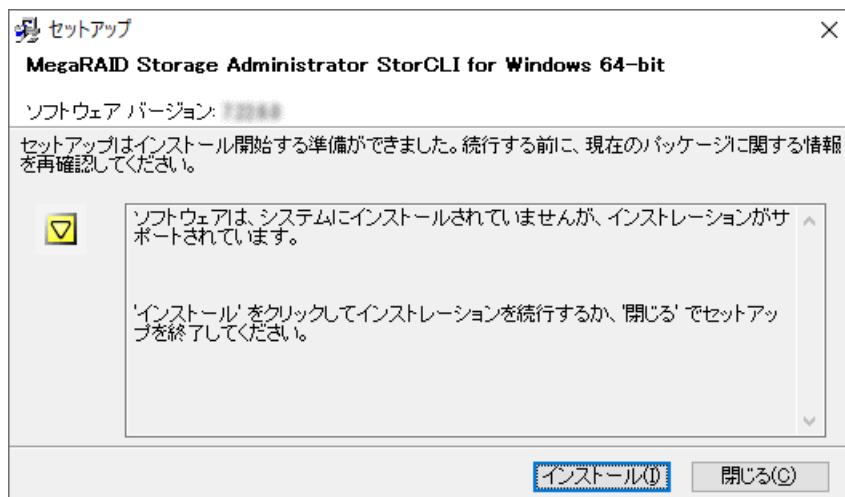 セットアップ
MegaRAID Storage Administrator StorCLI for Windows 64-bit
ソフトウェア バージョン:
セットアップはインストール開始する準備ができました。続行する前に、現在のパッケージに関する情報
を再確認してください。
ソフトウェアは、システムにインストールされていませんが、インストレーションがサ
ポートされています。
'インストール' をクリックしてインストレーションを続行するか、'閉じる' でセットアッ
プを終了してください。
インストール(I)
閉じる(C)